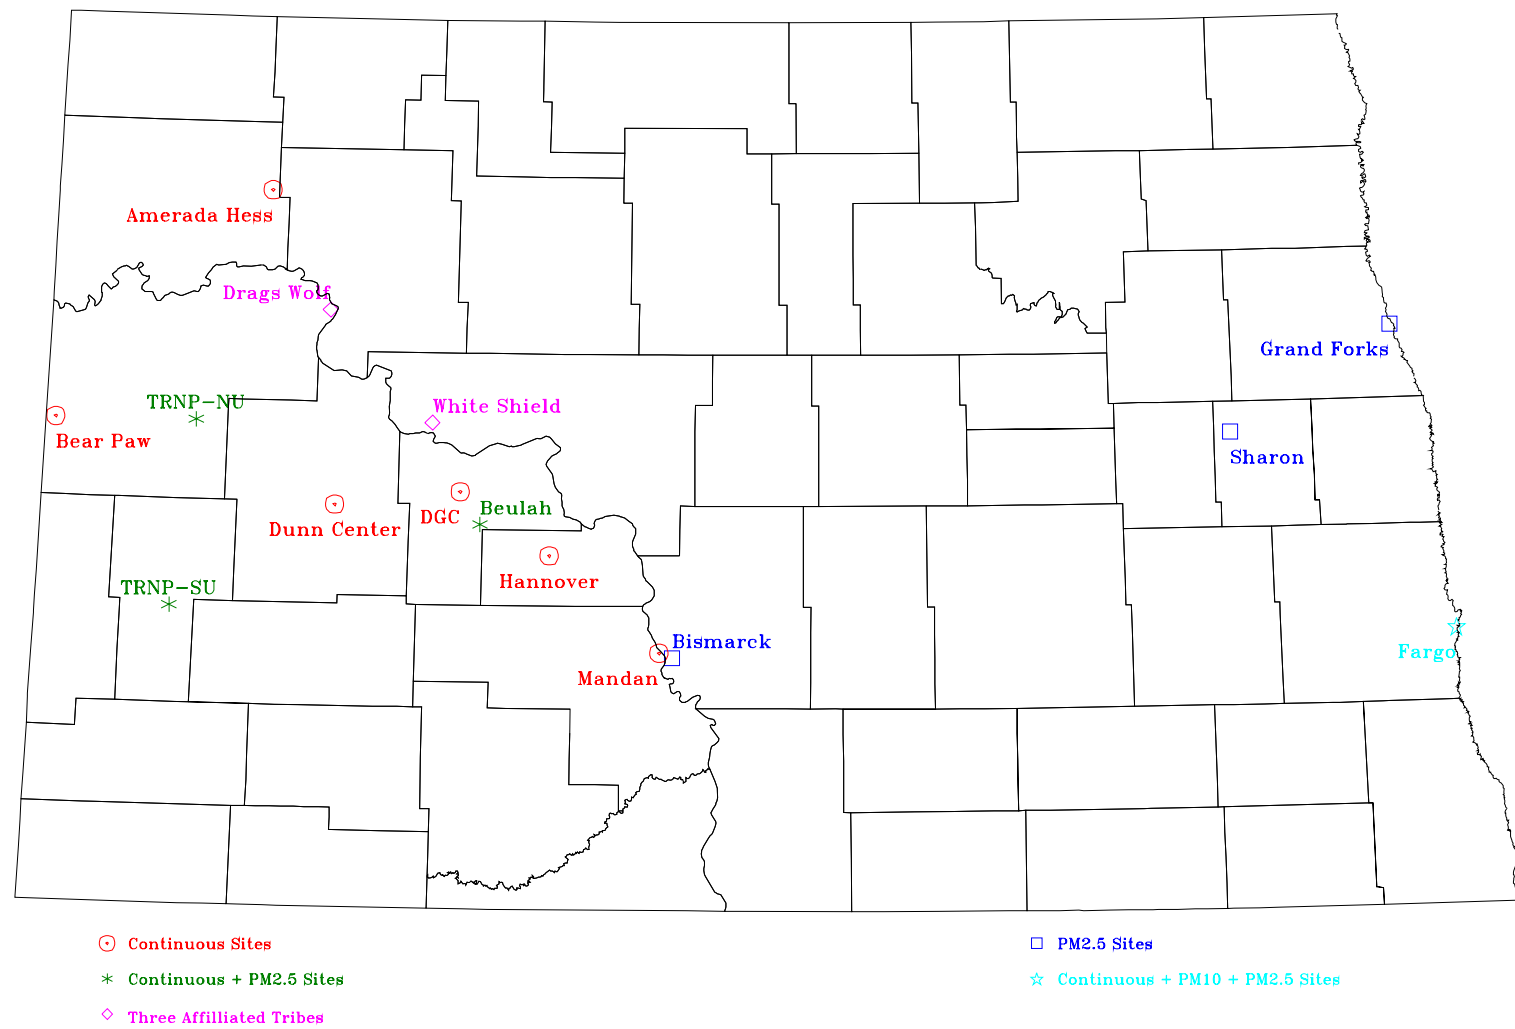 Amerada Hess
Drags Wolf
Grand Forks
TRNP-NU
White Shield
Bear Paw
Sharon
Beulah
DGC
Dunn Center
Hannover
TRNP-SU
Bismarck
Fargo
Mandan
Continuous Sites
PM2.5 Sites
Continuous + PM2.5 Sites
Continuous + PM10 + PM2.5 Sites
Three Affilliated Tribes